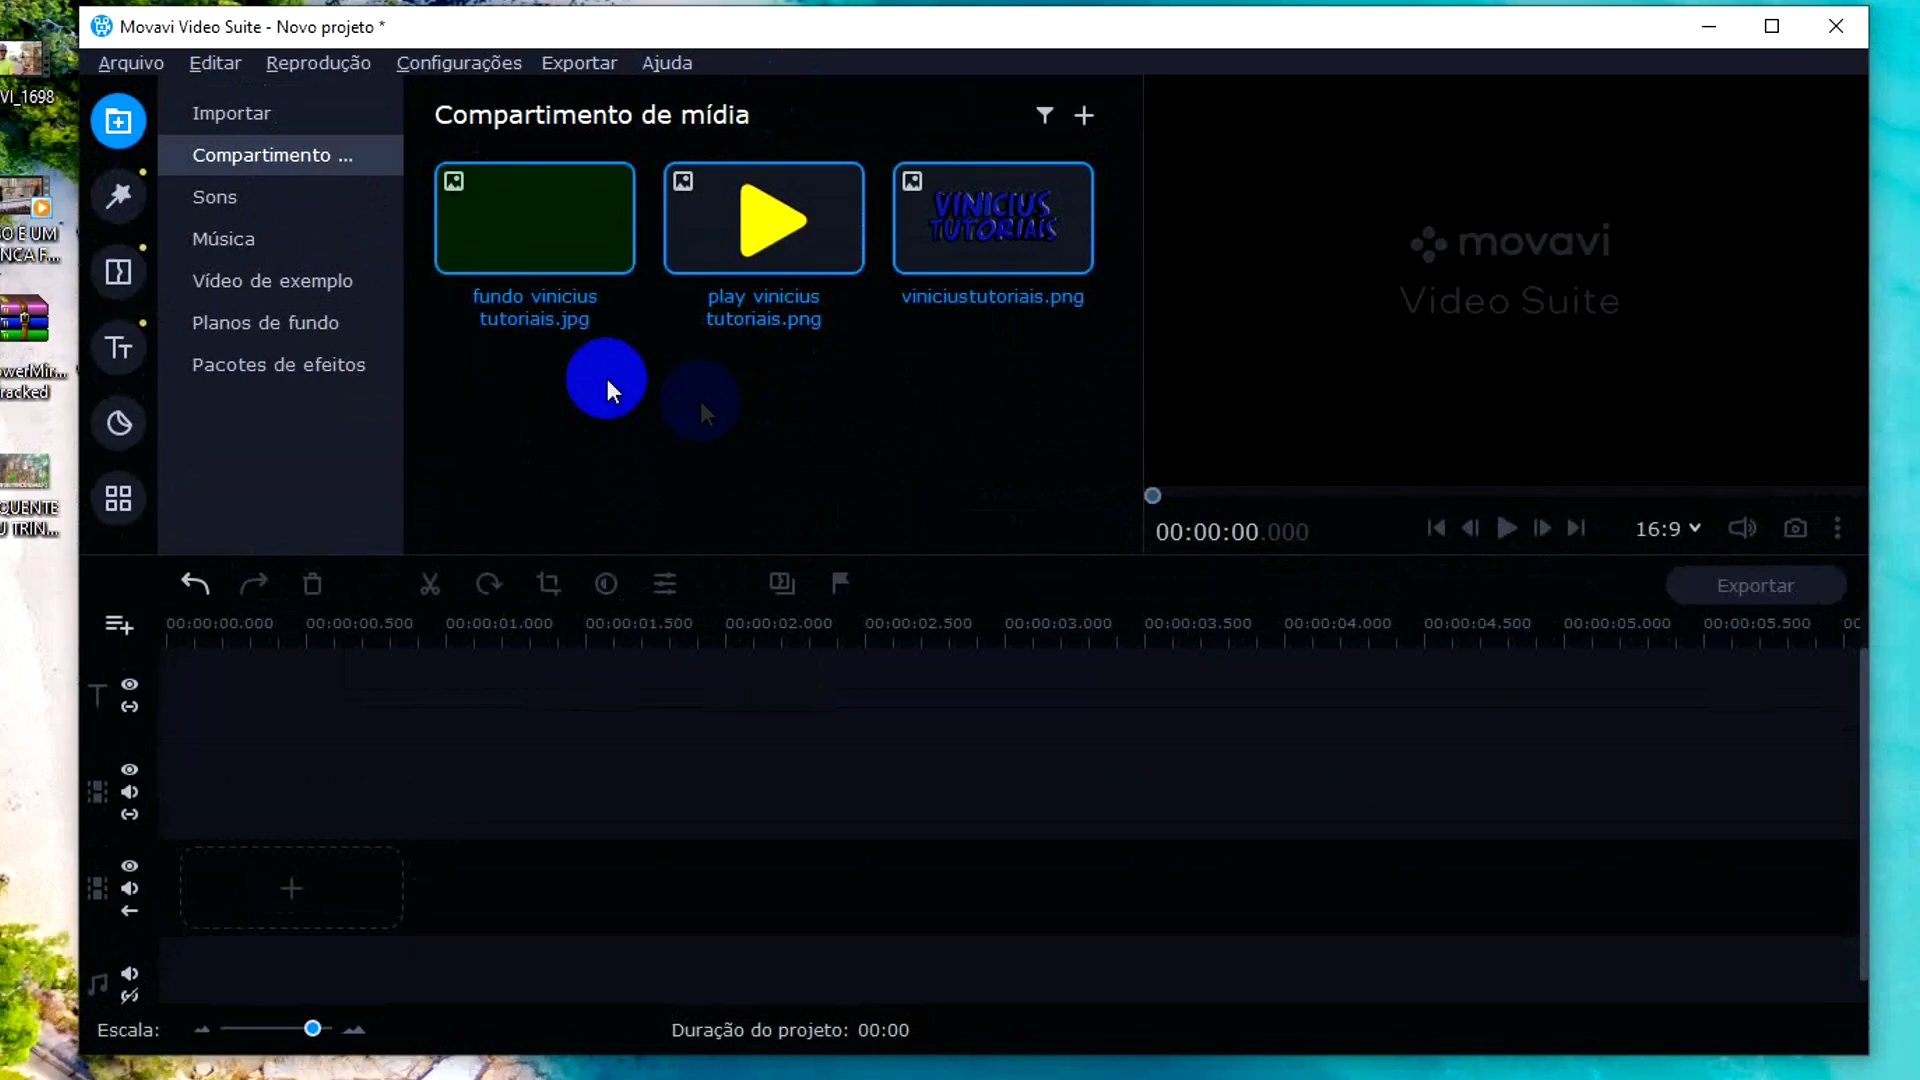 Movavi Video Suite - Novo projeto *
Arquivo Editar Reprodução Configurações Exportar Ajuda
VI_1698
Importar
Compartimento ...
Sons
Música
Vídeo de exemplo
Planos de fundo
Pacotes de efeitos
Compartimento de mídia
VINICIUS
TUTORIAIS
fundo vinicius
tutoriais.jpg
play vinicius
tutoriais.png
viniciustutoriais.png
movavi
Video Suite
O E UM
NCA F...
owerMir...
racked
QUENTE
U TRIN...
00:00:00.000
16:9
Exportar
00:00:00.000 00:00:00.500 00:00:01.000 00:00:01.500 00:00:02.000 00:00:02.500 00:00:03.000 00:00:03.500 00:00:04.000 00:00:04.500 00:00:05.000 00:00:05.500 00
Escala:
Duração do projeto: 00:00